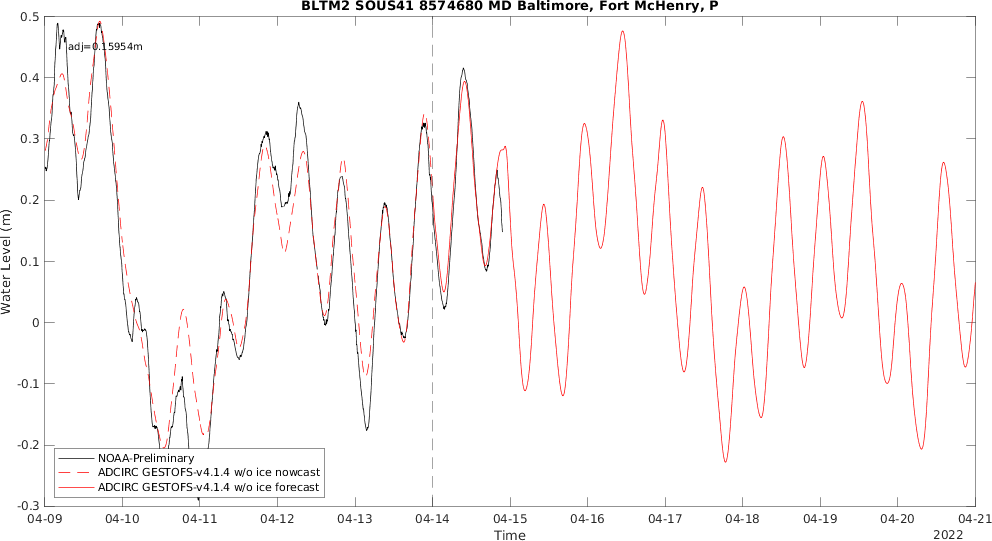 BLTM2 SOUS41 8574680 MD Baltimore, Fort McHenry, P
0.5
adj=0.15954m
0.4
0.3
0.2
0.1
0
-0.1
-0.2
-0.3
Water Level (m)
NOAA-Preliminary
ADCIRC GESTOFS-v4.1.4 w/o ice nowcast
ADCIRC GESTOFS-v4.1.4 w/o ice forecast
04-09 04-10 04-11 04-12 04-13 04-14 04-15 04-16 04-17 04-18 04-19 04-20 04-21
Time
2022